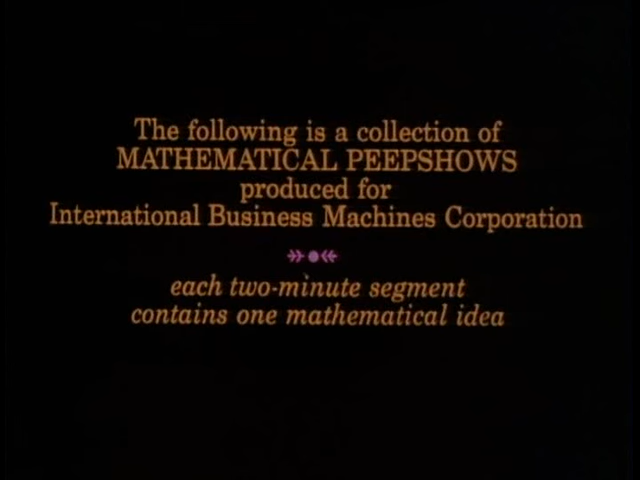 The following is a collection of
MATHEMATICAL PEEPSHOWS
produced for
International Business Machines Corporation
each two-minute segment
contains one mathematical idea